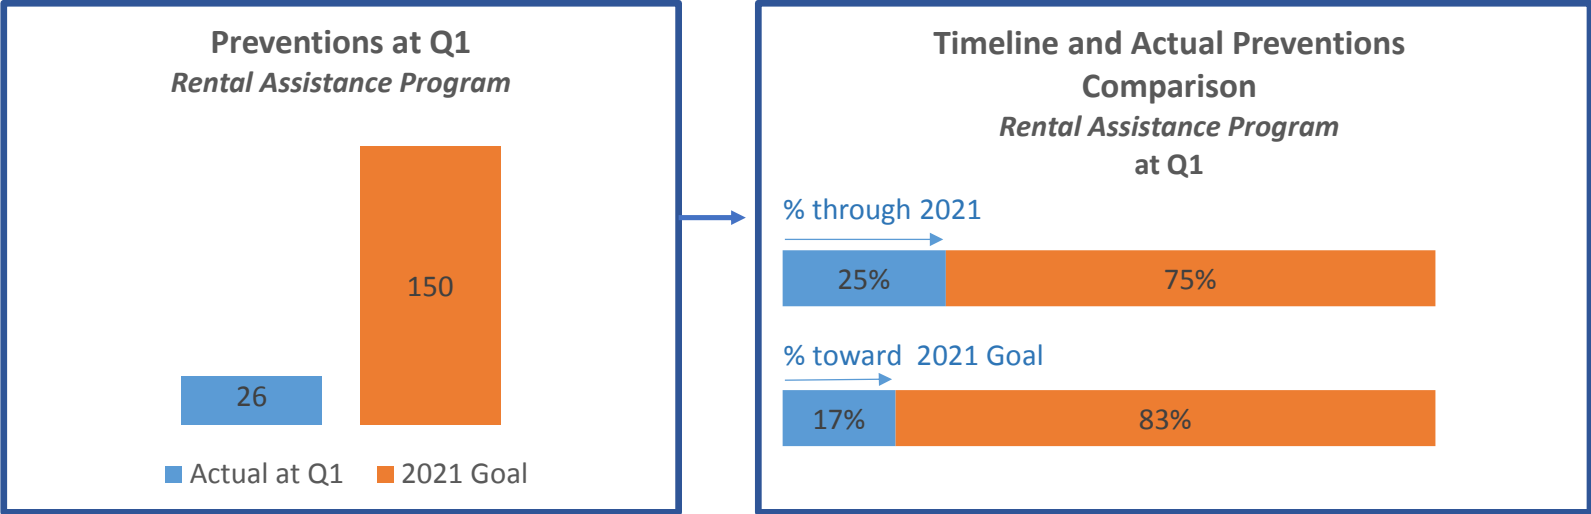 Preventions at Q1
Rental Assistance Program
150
26
Actual at Q1
2021 Goal
Timeline and Actual Preventions
Comparison
Rental Assistance Program
at Q1
% through 2021
25%
75%
% toward  2021 Goal
17%
83%